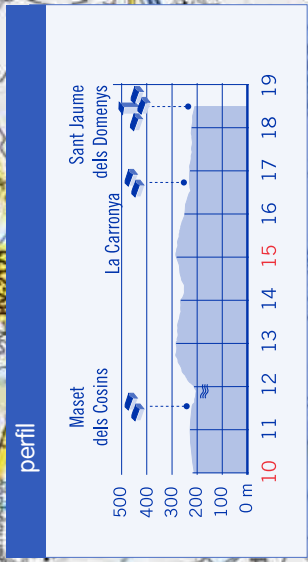 perfil
Maset
dels Cosins
La Carronya
Sant Jaume
dels Domenys
500
400
300
200
100
0 m
10
11
12
13
14
15
16
17
18
19